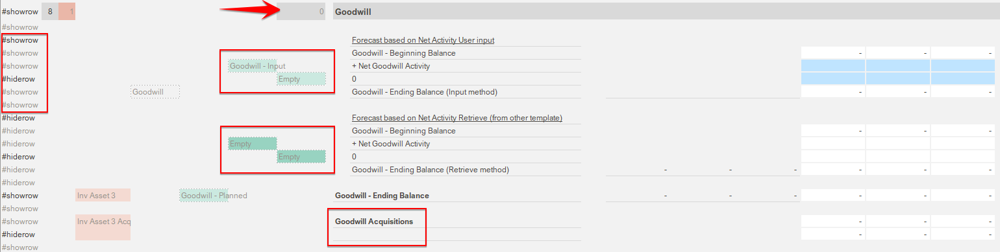 #showrow 8 1 0 Goodwill
#showrow
#showrow Forecast based on Net Activity User input
#showrow Goodwill - Beginning Balance - - -
#showrow Goodwill - Input + Net Goodwill Activity
#hiderow Empty 0
#showrow Goodwill Goodwill - Ending Balance (Input method) - - -
#showrow
#hiderow Forecast based on Net Activity Retrieve (from other template)
#hiderow Goodwill - Beginning Balance - - -
#hiderow Empty + Net Goodwill Activity
#hiderow Empty 0
#hiderow Goodwill - Ending Balance (Retrieve method) - - - - - -
#hiderow
#showrow Inv Asset 3 Goodwill - Planned Goodwill - Ending Balance - - - - - -
#showrow
#showrow Inv Asset 3 Acq Goodwill Acquisitions - - -
#hiderow - - -
#showrow